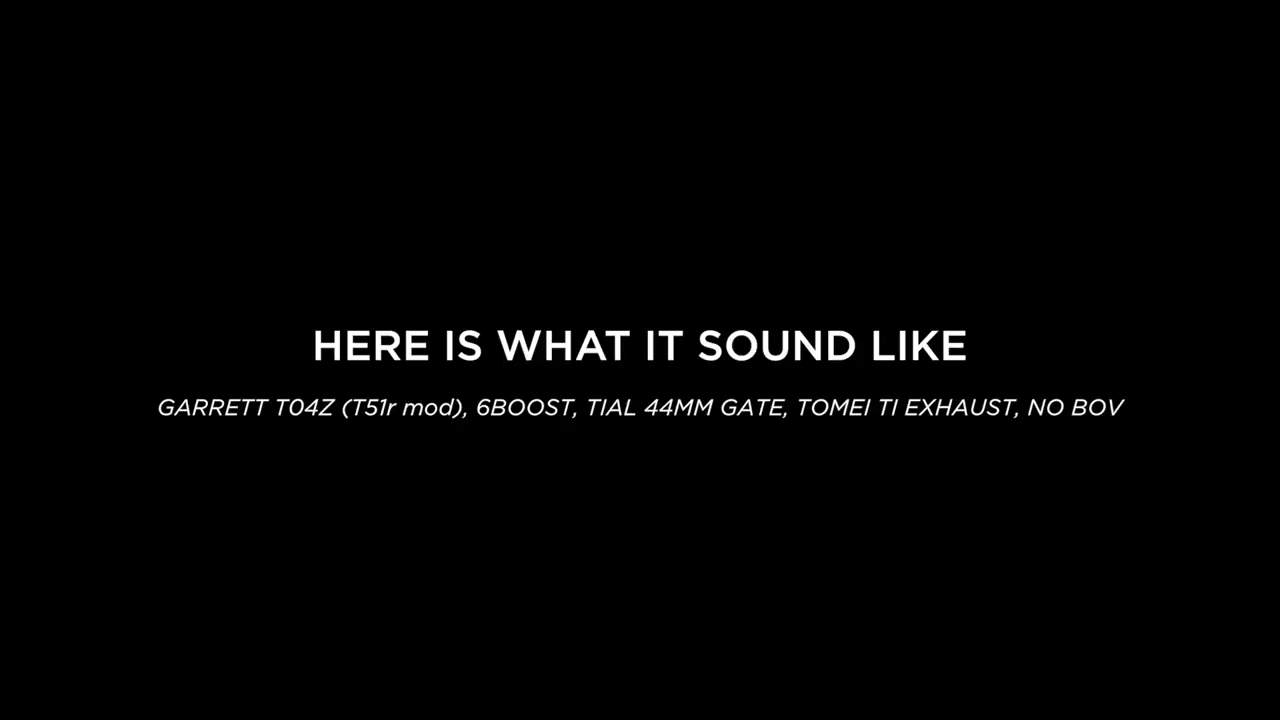 HERE IS WHAT IT SOUND LIKE
GARRETT T04Z (T51r mod), 6BOOST, TIAL 44MM GATE, TOMEI TI EXHAUST, NO BOV